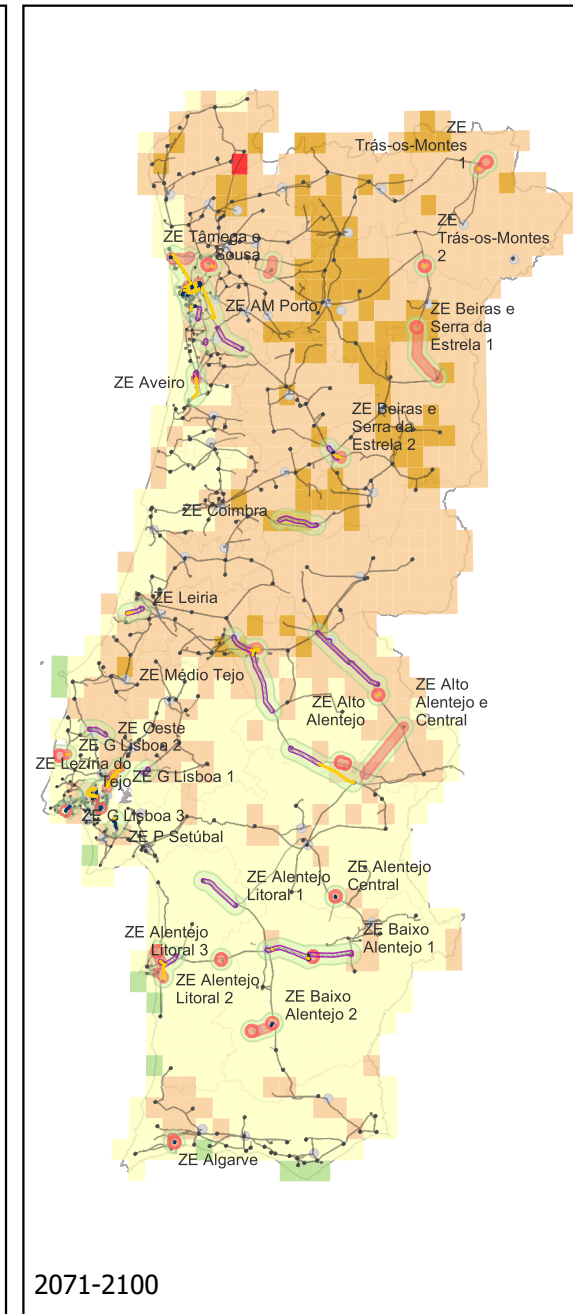 ZE
Trás-os-Montes
1
ZE
Trás-os-Montes
2
ZE Tâmega e
Sousa
ZE AM Porto
ZE Beiras e
Serra da
Estrela 1
ZE Aveiro
ZE Beiras e
Serra da
Estrela 2
ZE Coimbra
ZE Leiria
ZE Médio Tejo
ZE Alto
Alentejo
ZE Alto
Alentejo e
Central
ZE Oeste
ZE G Lisboa 2
ZE Lezíria do
Tejo
ZE G Lisboa 1
ZE G Lisboa 3
ZE P Setúbal
ZE Alentejo
Litoral 1
ZE Alentejo
Central
ZE Alentejo
Litoral 3
ZE Baixo
Alentejo 1
ZE Alentejo
Litoral 2
ZE Baixo
Alentejo 2
ZE Algarve
2071-2100